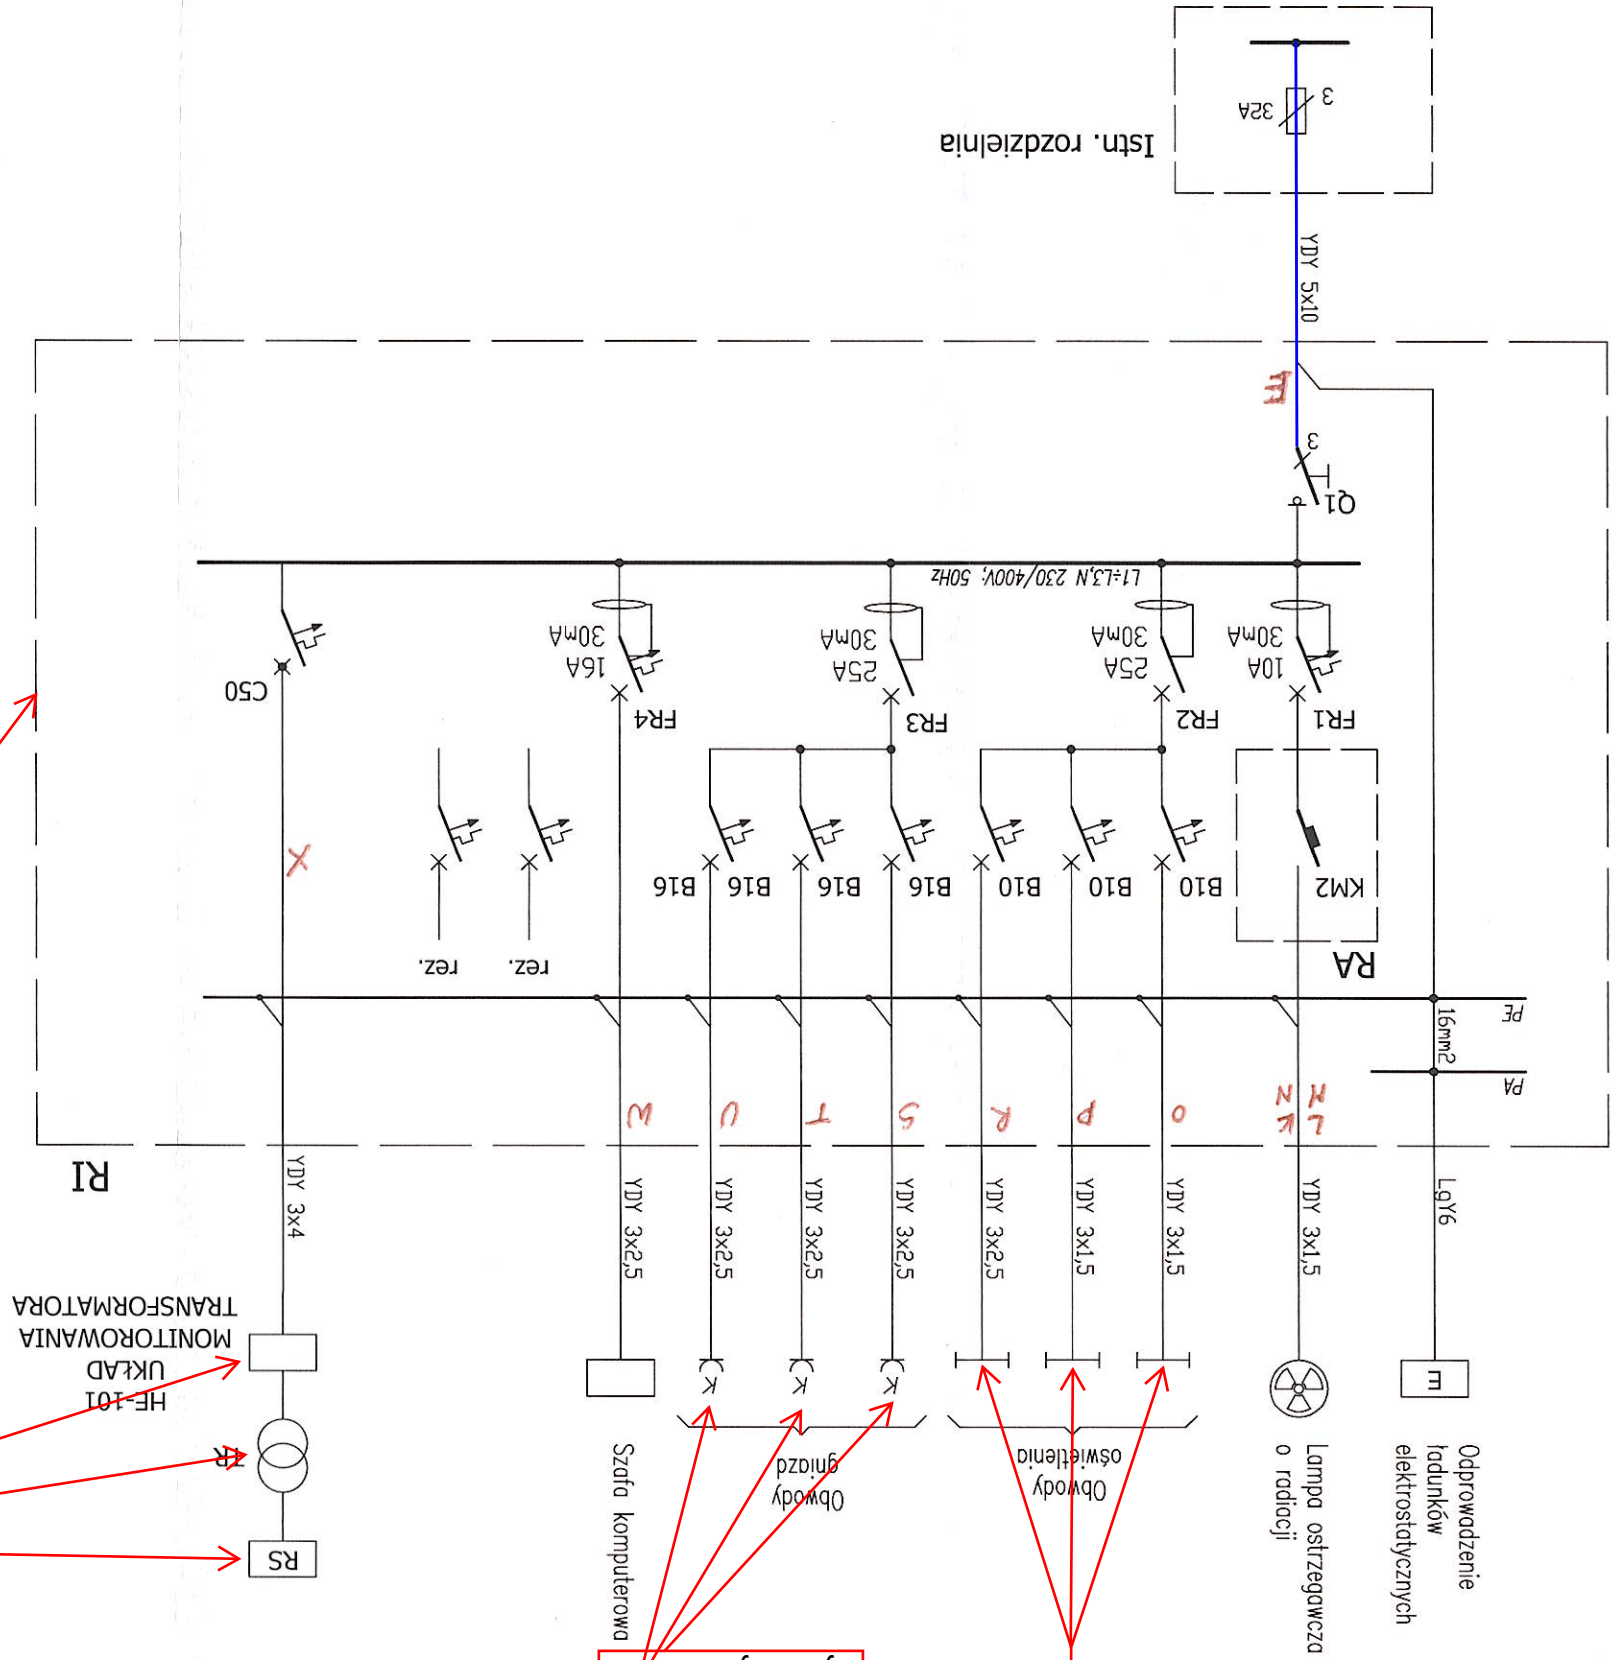 32A
3
Istn. rozdzielnia
YDY 5x10
E
3
Q1
L1÷L3,N 230/400V; 50Hz
C50
30mA
16A
FR4
30mA
25A
FR3
30mA
25A
FR2
30mA
10A
FR1
X
B16
B16
B16
B16
B10
B10
B10
KM2
rez.
rez.
RA
PE
16mm2
PA
W
U
T
S
R
P
O
K
N
L
M
RI
YDY 3x4
YDY 3x2,5
YDY 3x2,5
YDY 3x2,5
YDY 3x2,5
YDY 3x2,5
YDY 3x1,5
YDY 3x1,5
YDY 3x1,5
LgY6
HE-101
UKŁAD
MONITOROWANIA
TRANSFORMATORA
TR
RS
K
K
K
E
Szafa komputerowa
Obwody
gniazd
Obwody
oświetlenia
Lampa ostrzegawcza
o radiacji
Odprowadzenie
ładunków
elektrostatycznych